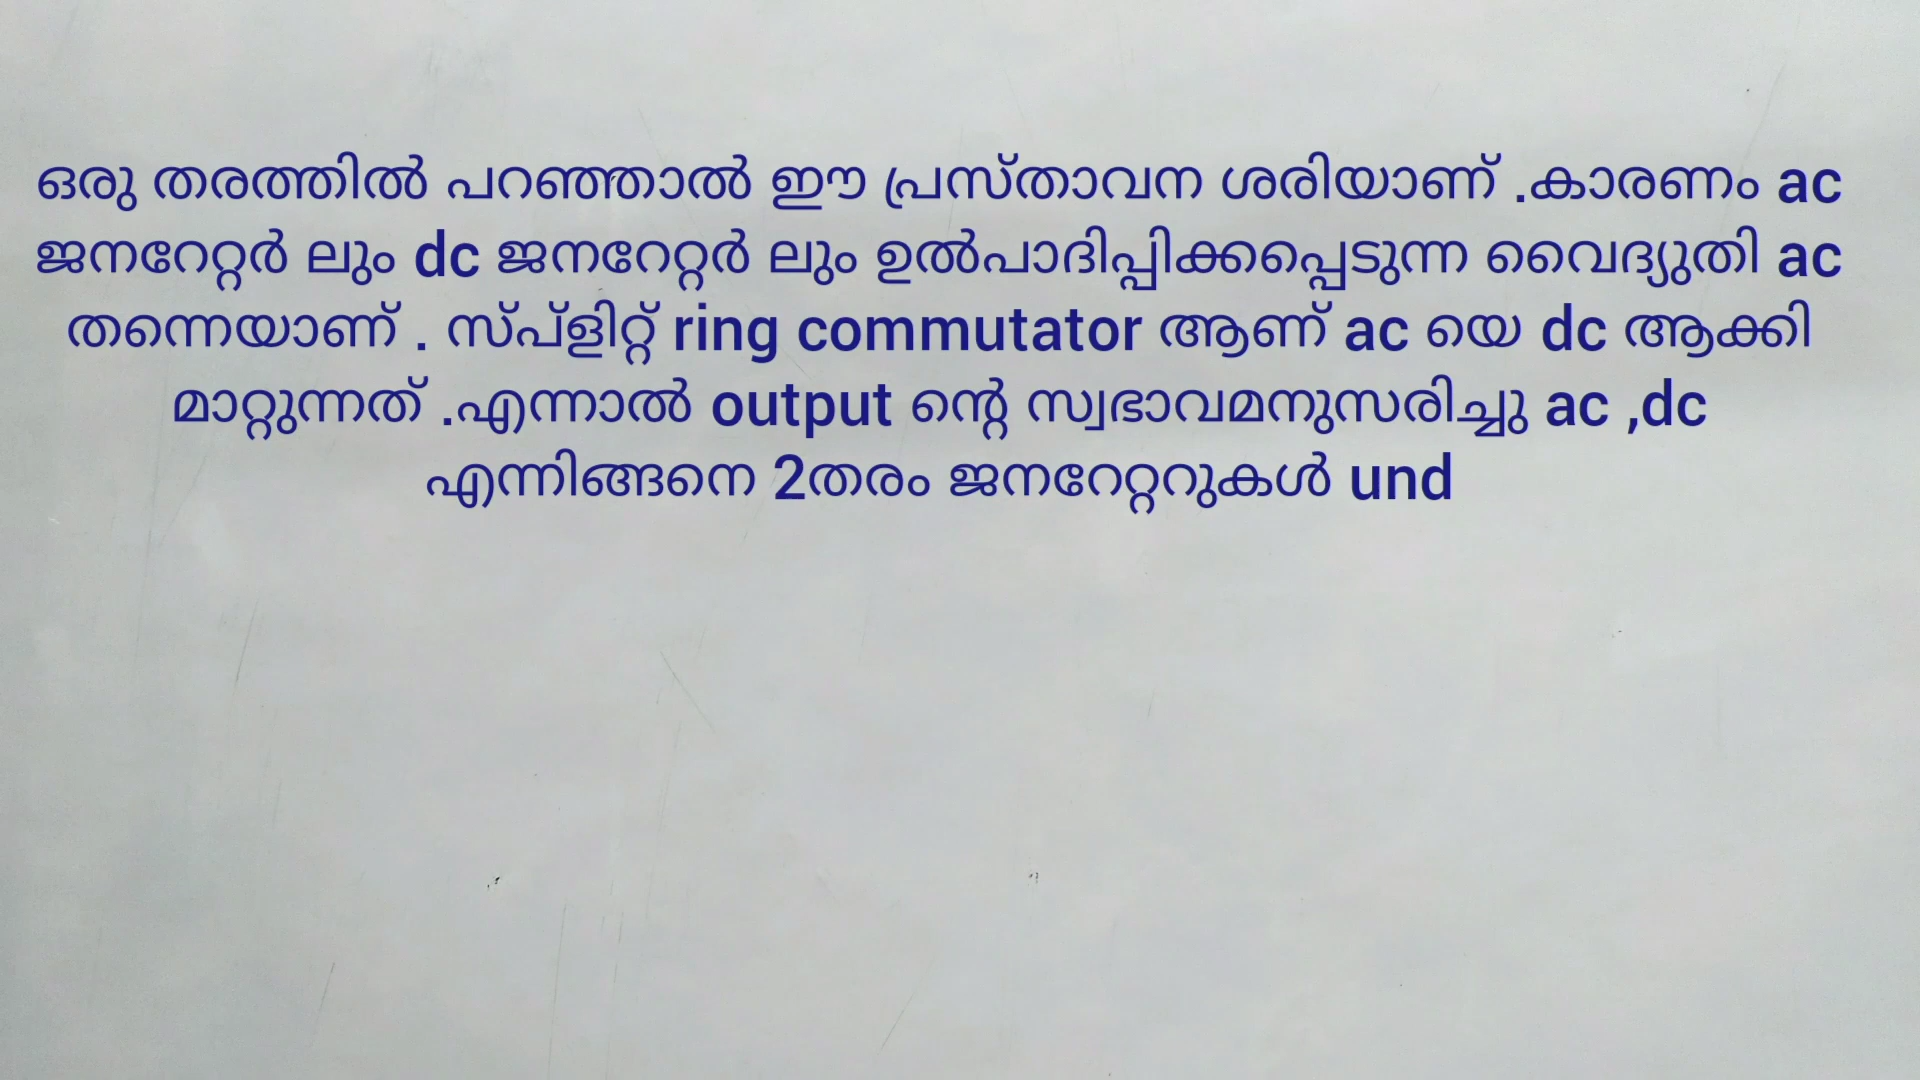 ഒരു തരത്തിൽ പറഞ്ഞാൽ ഈ പ്രസ്താവന ശരിയാണ് .കാരണം ac
ജനറേറ്റർ ലും dc ജനറേറ്റർ ലും ഉൽപാദിപ്പിക്കപ്പെടുന്ന വൈദ്യുതി ac
തന്നെയാണ് . സ്പ്ളിറ്റ് ring commutator ആണ് ac യെ dc ആക്കി
മാറ്റുന്നത് .എന്നാൽ output ന്റെ സ്വഭാവമനുസരിച്ചു ac ,dc
എന്നിങ്ങനെ 2തരം ജനറേറ്ററുകൾ und